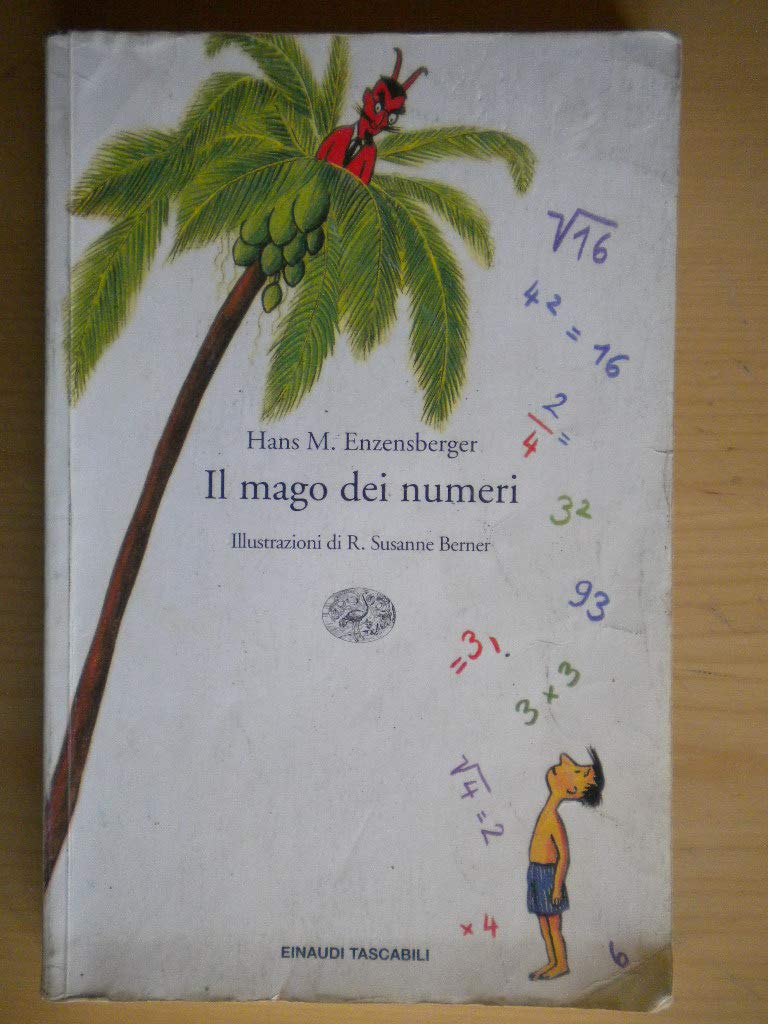 √16
4²
= 16
2/4 =
Hans M. Enzensberger
Il mago dei numeri
3²
Illustrazioni di R. Susanne Berner
93
= 31.
3 × 3
√4 = 2
× 4
EINAUDI TASCABILI
6